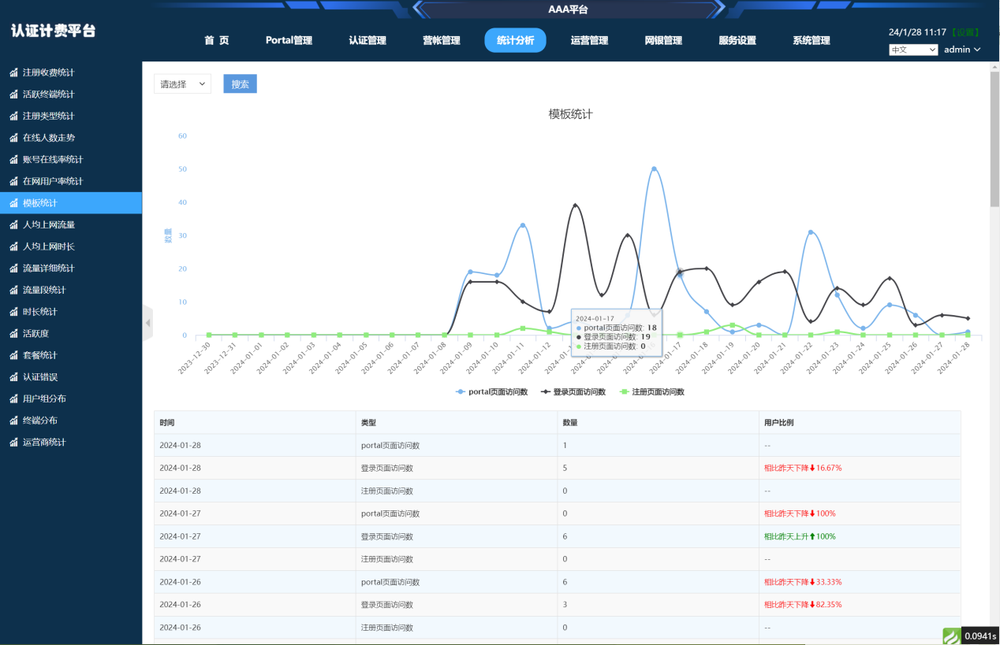 AAA平台
认证计费平台
首 页 Portal管理 认证管理 营帐管理 统计分析 运营管理 网银管理 服务设置 系统管理
24/1/28 11:17 【设置】
中文 admin
注册收费统计
活跃终端统计
注册类型统计
在线人数走势
账号在线率统计
在网用户率统计
模板统计
人均上网流量
人均上网时长
流量详细统计
流量段统计
时长统计
活跃度
套餐统计
认证错误
用户组分布
终端分布
运营商统计
请选择 搜索
模板统计
60
50
40
30
20
10
0
数量
2024-01-17
portal页面访问数: 18
登录页面访问数: 19
注册页面访问数: 0
2023-12-30 2023-12-31 2024-01-01 2024-01-02 2024-01-03 2024-01-04 2024-01-05 2024-01-06 2024-01-07 2024-01-08 2024-01-09 2024-01-10 2024-01-11 2024-01-12 2024-01-17 2024-01-18 2024-01-19 2024-01-20 2024-01-21 2024-01-22 2024-01-23 2024-01-24 2024-01-25 2024-01-26 2024-01-27 2024-01-28
portal页面访问数 登录页面访问数 注册页面访问数
时间 类型 数量 用户比例
2024-01-28 portal页面访问数 1 --
2024-01-28 登录页面访问数 5 相比昨天下降⬇16.67%
2024-01-28 注册页面访问数 0 --
2024-01-27 portal页面访问数 0 相比昨天下降⬇100%
2024-01-27 登录页面访问数 6 相比昨天上升⬆100%
2024-01-27 注册页面访问数 0 --
2024-01-26 portal页面访问数 6 相比昨天下降⬇33.33%
2024-01-26 登录页面访问数 3 相比昨天下降⬇82.35%
2024-01-26 注册页面访问数 0 --
0.0941s